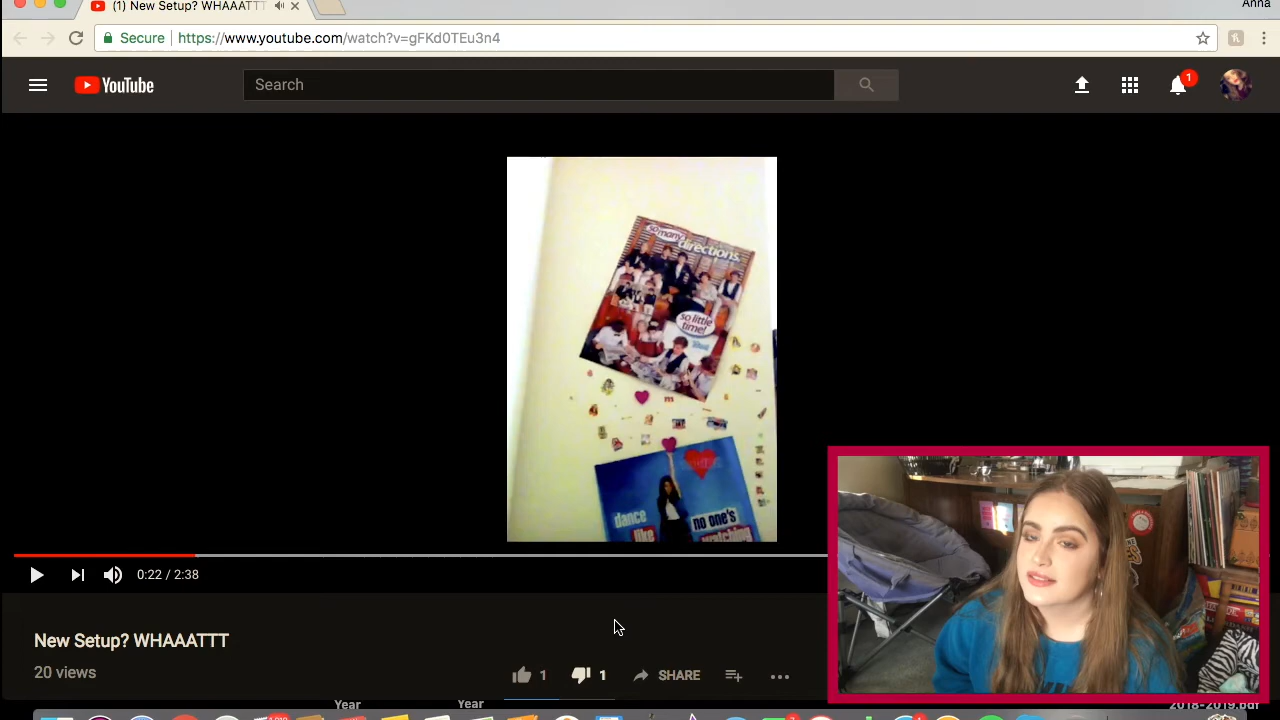 (1) New Setup? WHAAATTT
Anna
Secure
https://www.youtube.com/watch?v=gFKd0TEu3n4
YouTube
Search
1
so many
directions.
so little
time!
dance
like
no one's
watching
0:22 / 2:38
New Setup? WHAAATTT
20 views
1
1
SHARE
Year
Year
2018-2019.pdf